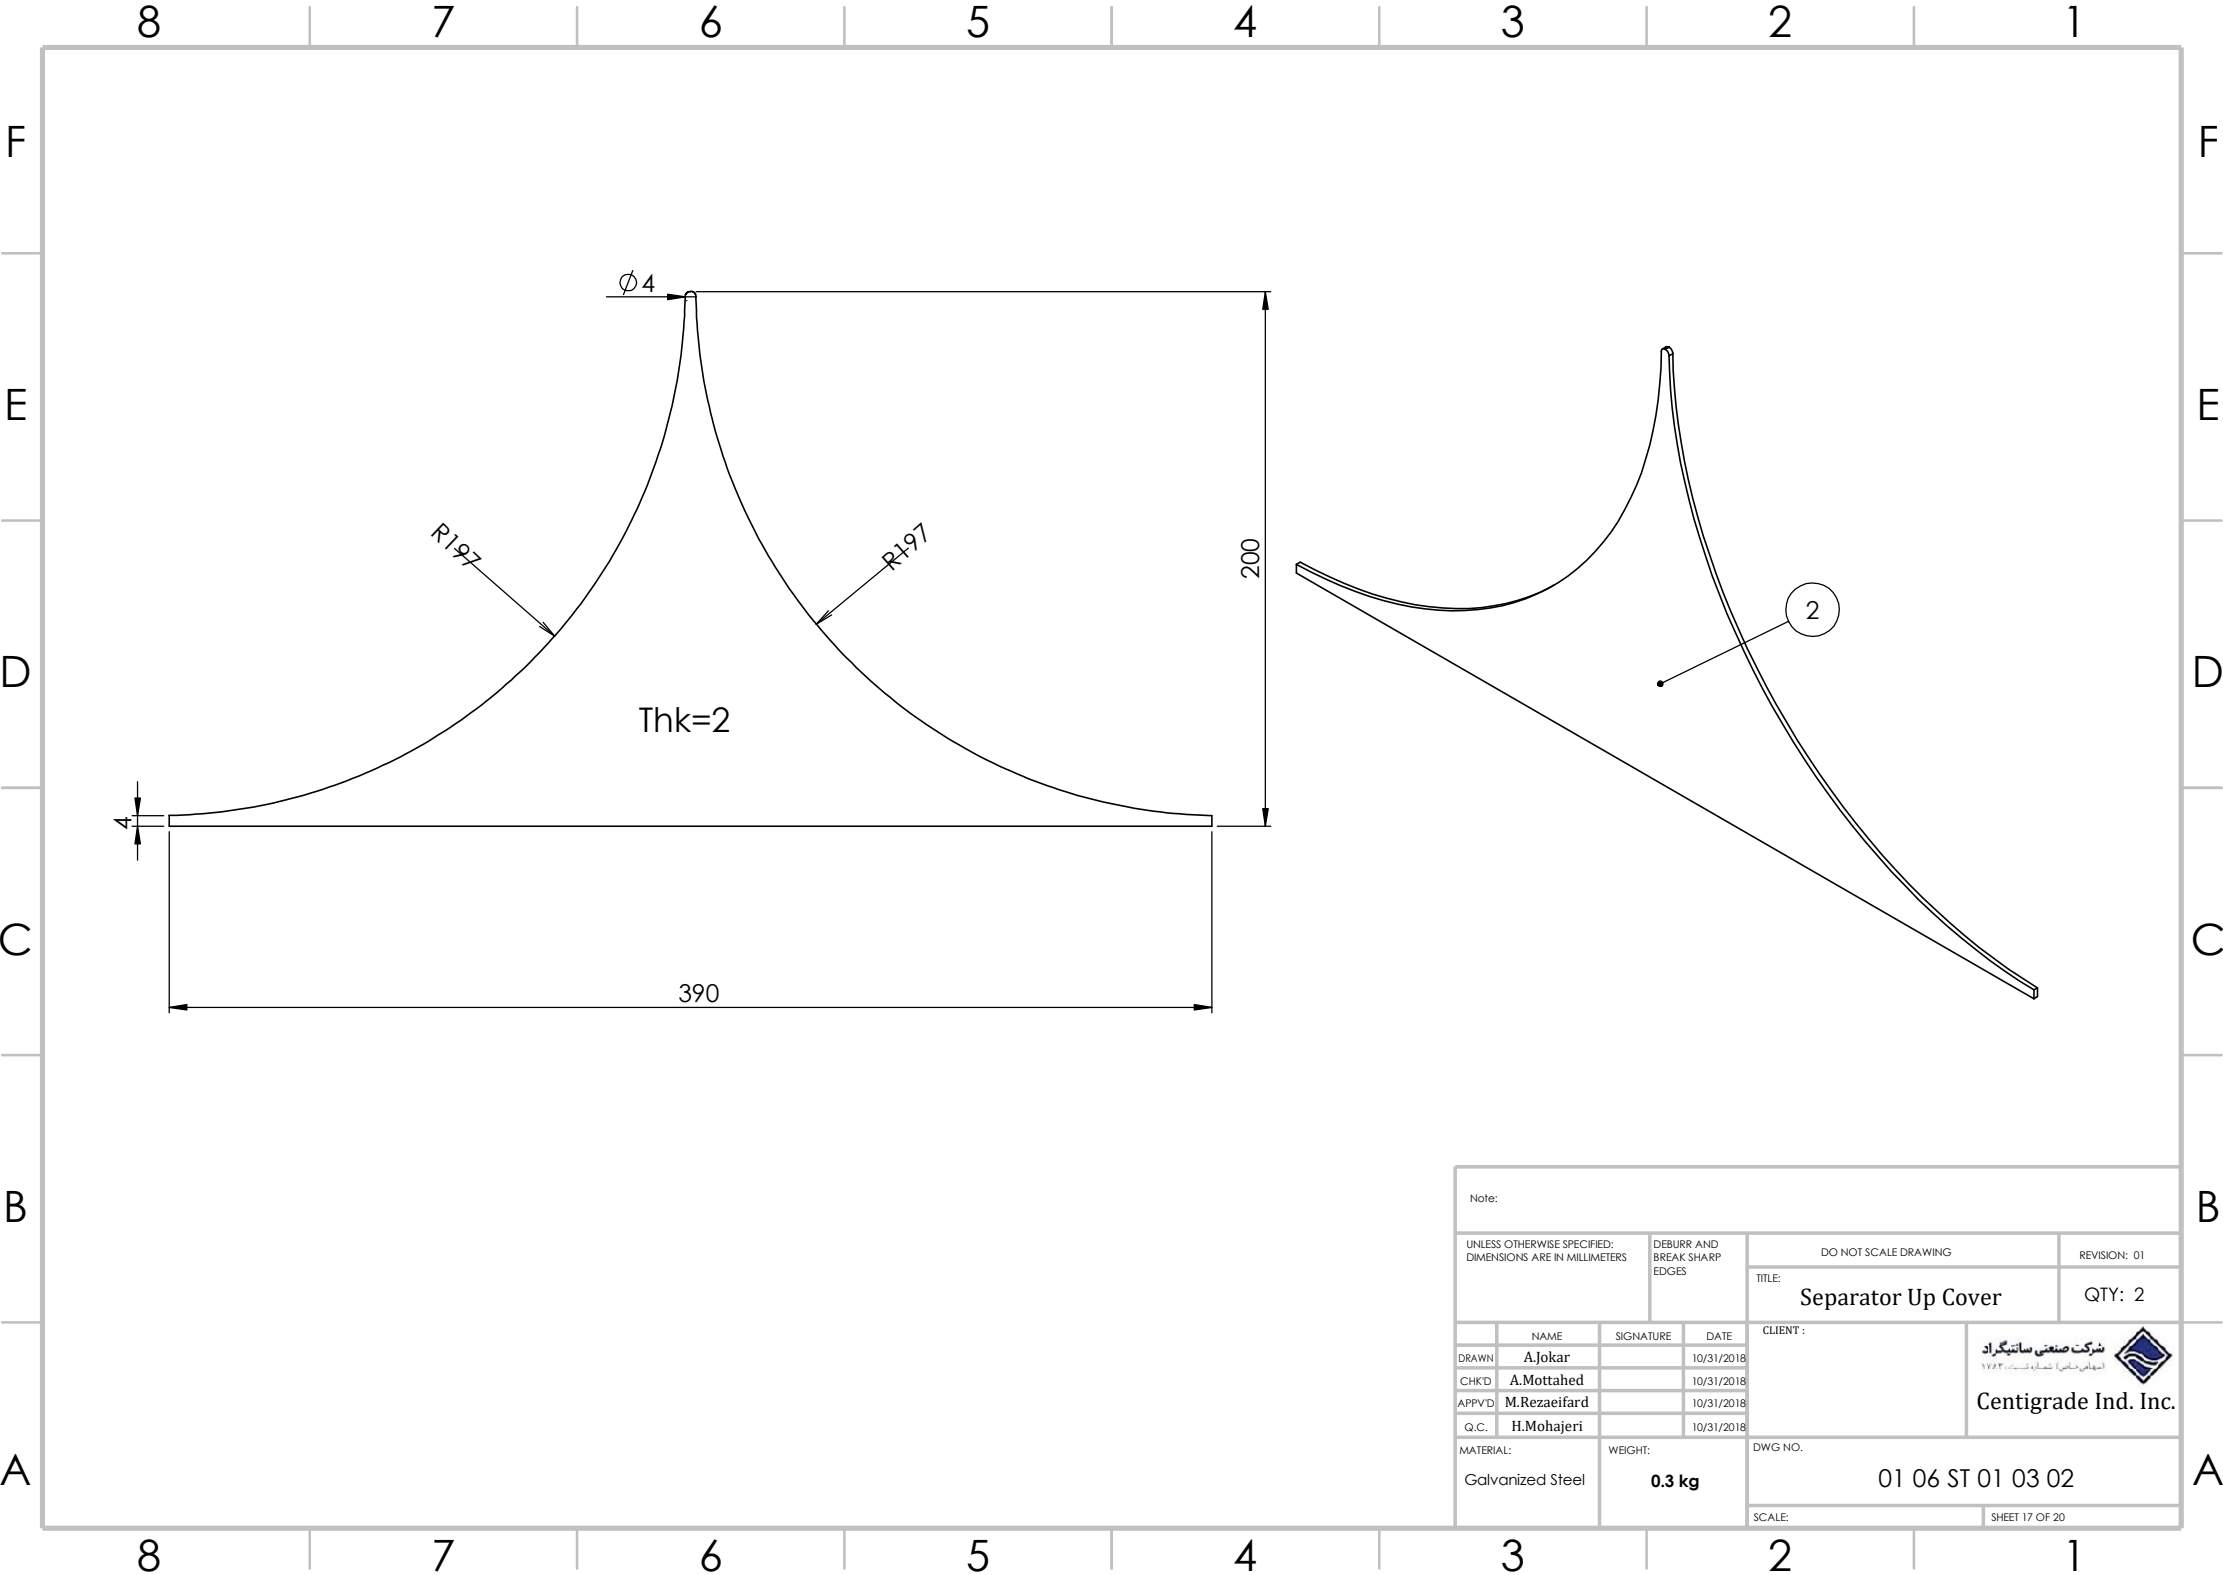 8 7 6 5 4 3 2 1
F F
E E
D D
C C
B B
A A
Ø4
R197
R197
200
Thk=2
4
390
2
Note:
UNLESS OTHERWISE SPECIFIED:
DIMENSIONS ARE IN MILLIMETERS
DEBURR AND
BREAK SHARP
EDGES
DO NOT SCALE DRAWING
REVISION: 01
TITLE:
Separator Up Cover
QTY: 2
NAME SIGNATURE DATE
DRAWN A.Jokar 10/31/2018
CHK'D A.Mottahed 10/31/2018
APPV'D M.Rezaeifard 10/31/2018
Q.C. H.Mohajeri 10/31/2018
CLIENT :
شرکت صنعتی سانتیگراد
Centigrade Ind. Inc.
MATERIAL:
Galvanized Steel
WEIGHT:
0.3 kg
DWG NO.
01 06 ST 01 03 02
SCALE:
SHEET 17 OF 20
8 7 6 5 4 3 2 1